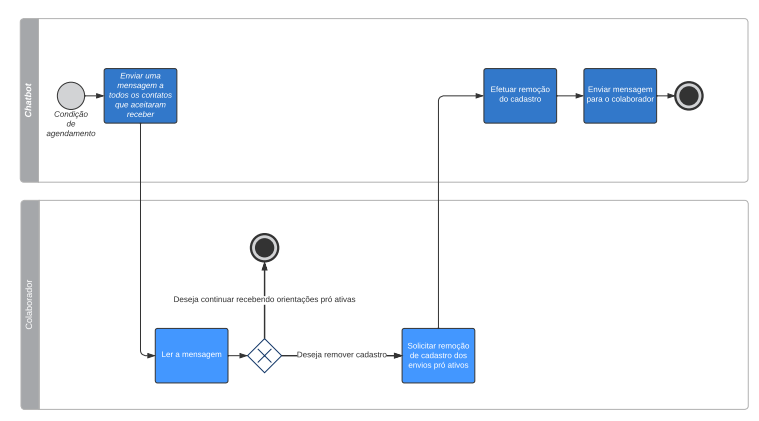 Chatbot
Condição
de
agendamento
Enviar uma
mensagem a
todos os contatos
que aceitaram
receber
Efetuar remoção
do cadastro
Enviar mensagem
para o colaborador
Colaborador
Deseja continuar recebendo orientações pró ativas
Ler a mensagem
Deseja remover cadastro
Solicitar remoção
de cadastro dos
envios pró ativos